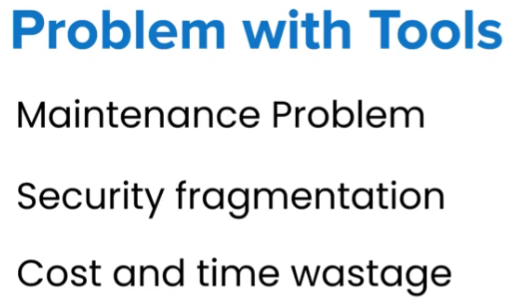 Problem with Tools
Maintenance Problem
Security fragmentation
Cost and time wastage